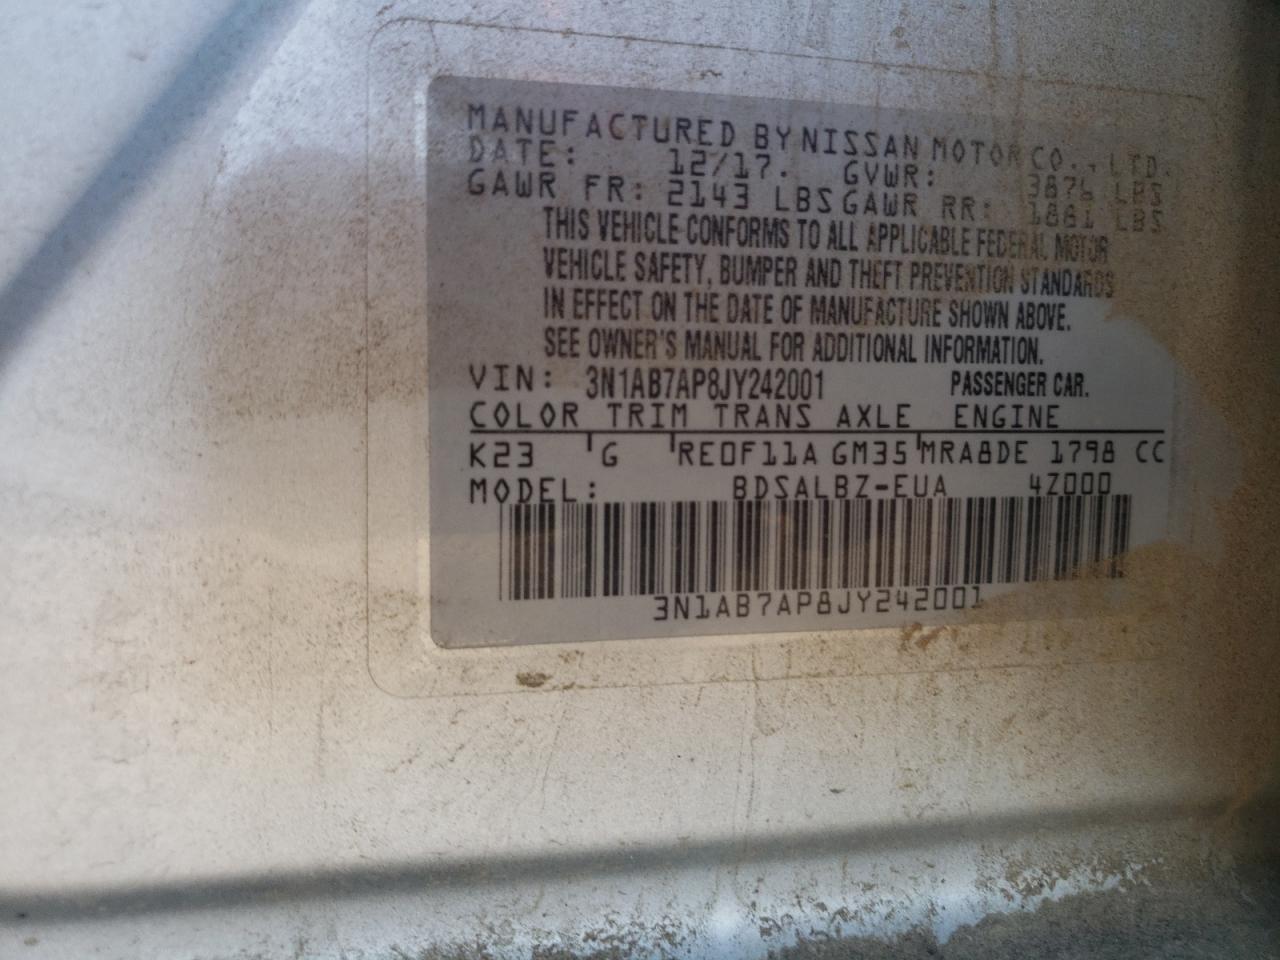 MANUFACTURED BY NISSAN MOTOR CO., LTD.
DATE: 12/17. GVWR: 3876 LBS
GAWR FR: 2143 LBS GAWR RR: 1881 LBS
THIS VEHICLE CONFORMS TO ALL APPLICABLE FEDERAL MOTOR
VEHICLE SAFETY, BUMPER AND THEFT PREVENTION STANDARDS
IN EFFECT ON THE DATE OF MANUFACTURE SHOWN ABOVE.
SEE OWNER'S MANUAL FOR ADDITIONAL INFORMATION.
VIN: 3N1AB7AP8JY242001 PASSENGER CAR.
COLOR TRIM TRANS AXLE ENGINE
K23 G RE0F11A GM35 MRA8DE 1798 CC
MODEL: BDSALBZ-EUA 4Z000
3N1AB7AP8JY242001